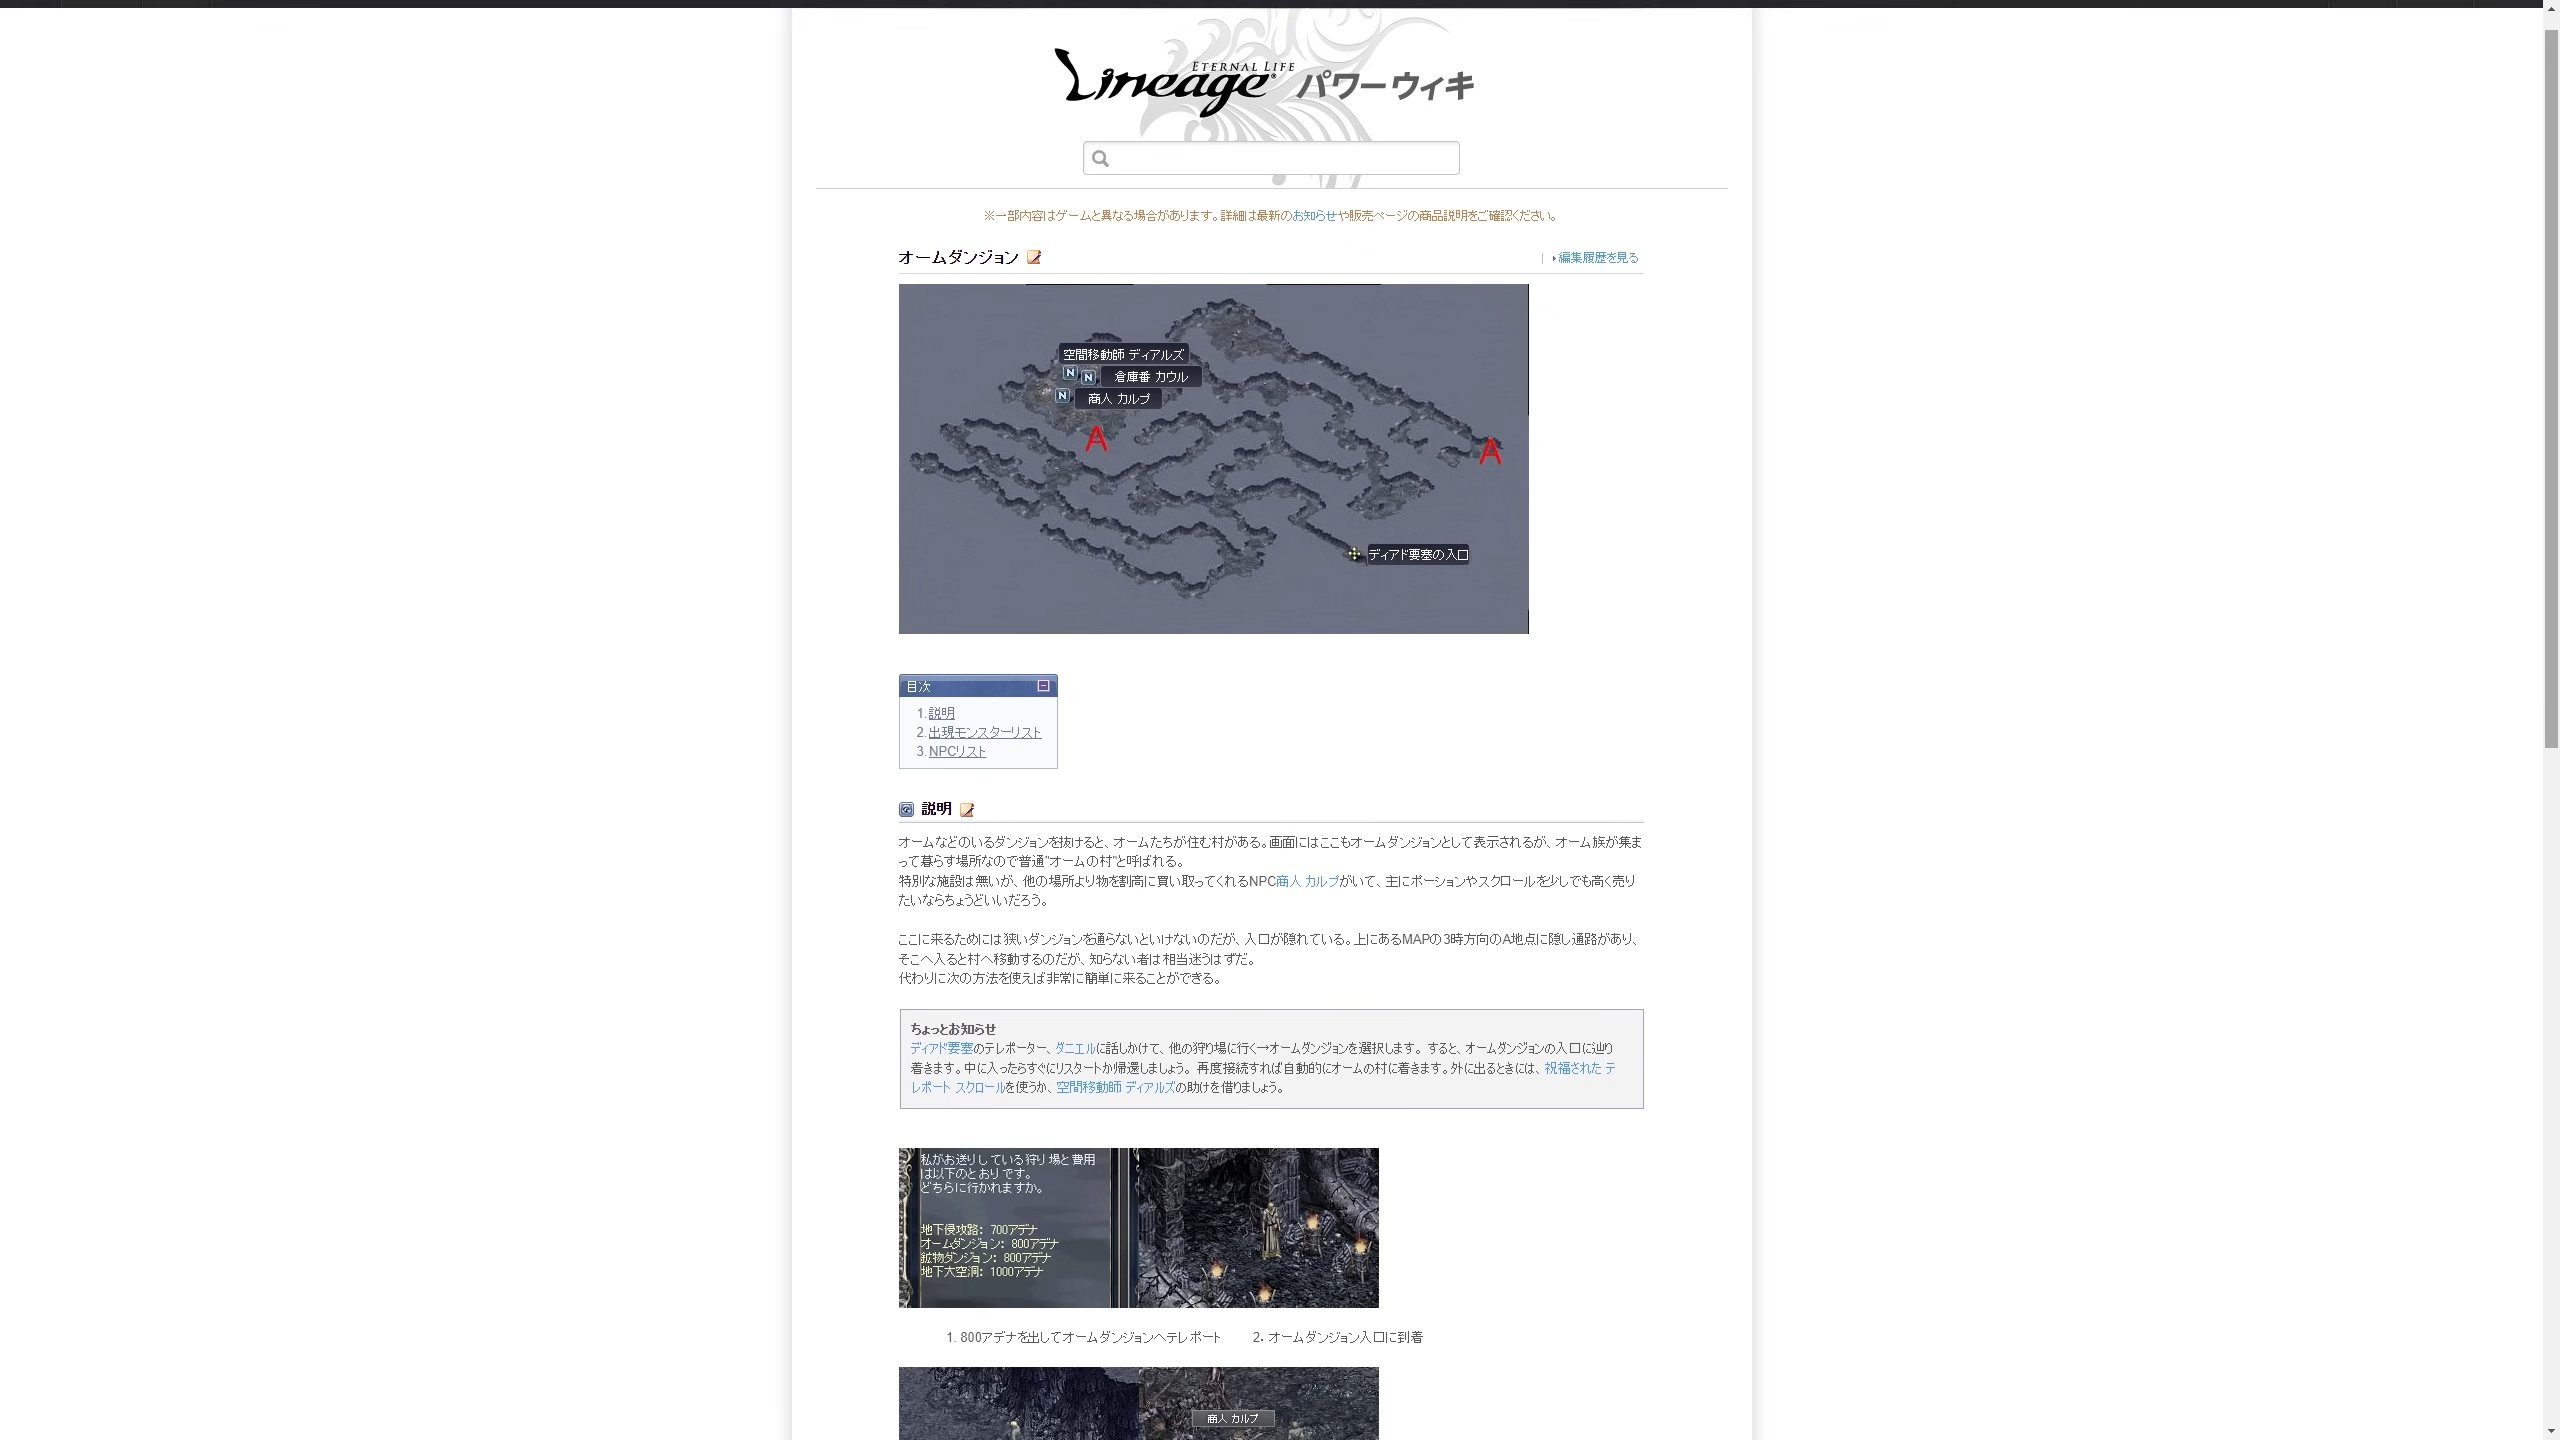 ETERNAL LIFE
Lineage パワーウィキ
※一部内容はゲームと異なる場合があります。詳細は最新のお知らせや販売ページの商品説明をご確認ください。
オームダンジョン
編集履歴を見る
空間移動師 ディアルズ
N N 倉庫番 カウル
N 商人 カルプ
A
A
ディアド要塞の入口
目次
1. 説明
2. 出現モンスターリスト
3. NPCリスト
説明
オームなどのいるダンジョンを抜けると、オームたちが住む村がある。画面にはここもオームダンジョンとして表示されるが、オーム族が集ま
って暮らす場所なので普通"オームの村"と呼ばれる。
特別な施設は無いが、他の場所より物を割高に買い取ってくれるNPC商人 カルプがいて、主にポーションやスクロールを少しでも高く売り
たいならちょうどいいだろう。
ここに来るためには狭いダンジョンを通らないといけないのだが、入口が隠れている。上にあるMAPの3時方向のA地点に隠し通路があり、
そこへ入ると村へ移動するのだが、知らない者は相当迷うはずだ。
代わりに次の方法を使えば非常に簡単に来ることができる。
ちょっとお知らせ
ディアド要塞のテレポーター、ダニエルに話しかけて、他の狩り場に行く→オームダンジョンを選択します。 すると、オームダンジョンの入口に辿り
着きます。中に入ったらすぐにリスタートか帰還しましょう。 再度接続すれば自動的にオームの村に着きます。外に出るときには、祝福された テ
レポート スクロールを使うか、空間移動師 ディアルズの助けを借りましょう。
私がお送りしている狩り場と費用
は以下のとおりです。
どちらに行かれますか。
地下侵攻路: 700アデナ
オームダンジョン: 800アデナ
鉱物ダンジョン: 800アデナ
地下大空洞: 1000アデナ
1. 800アデナを出してオームダンジョンへテレポート 2. オームダンジョン入口に到着
商人 カルプ